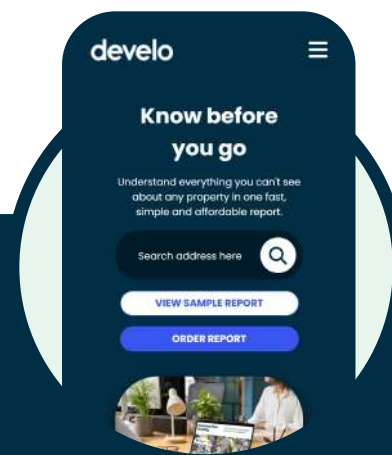 develo
Know before
you go
Understand everything you can't see
about any property in one fast,
simple and affordable report.
Search address here
VIEW SAMPLE REPORT
ORDER REPORT